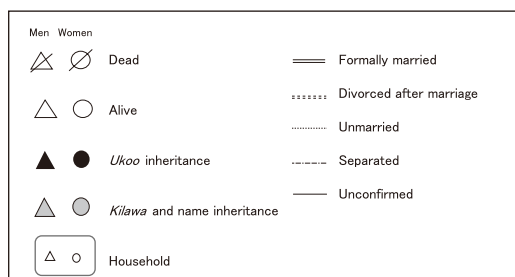 Men Women
Dead
Alive
Ukoo inheritance
Kilawa and name inheritance
Household
Formally married
Divorced after marriage
Unmarried
Separated
Unconfirmed